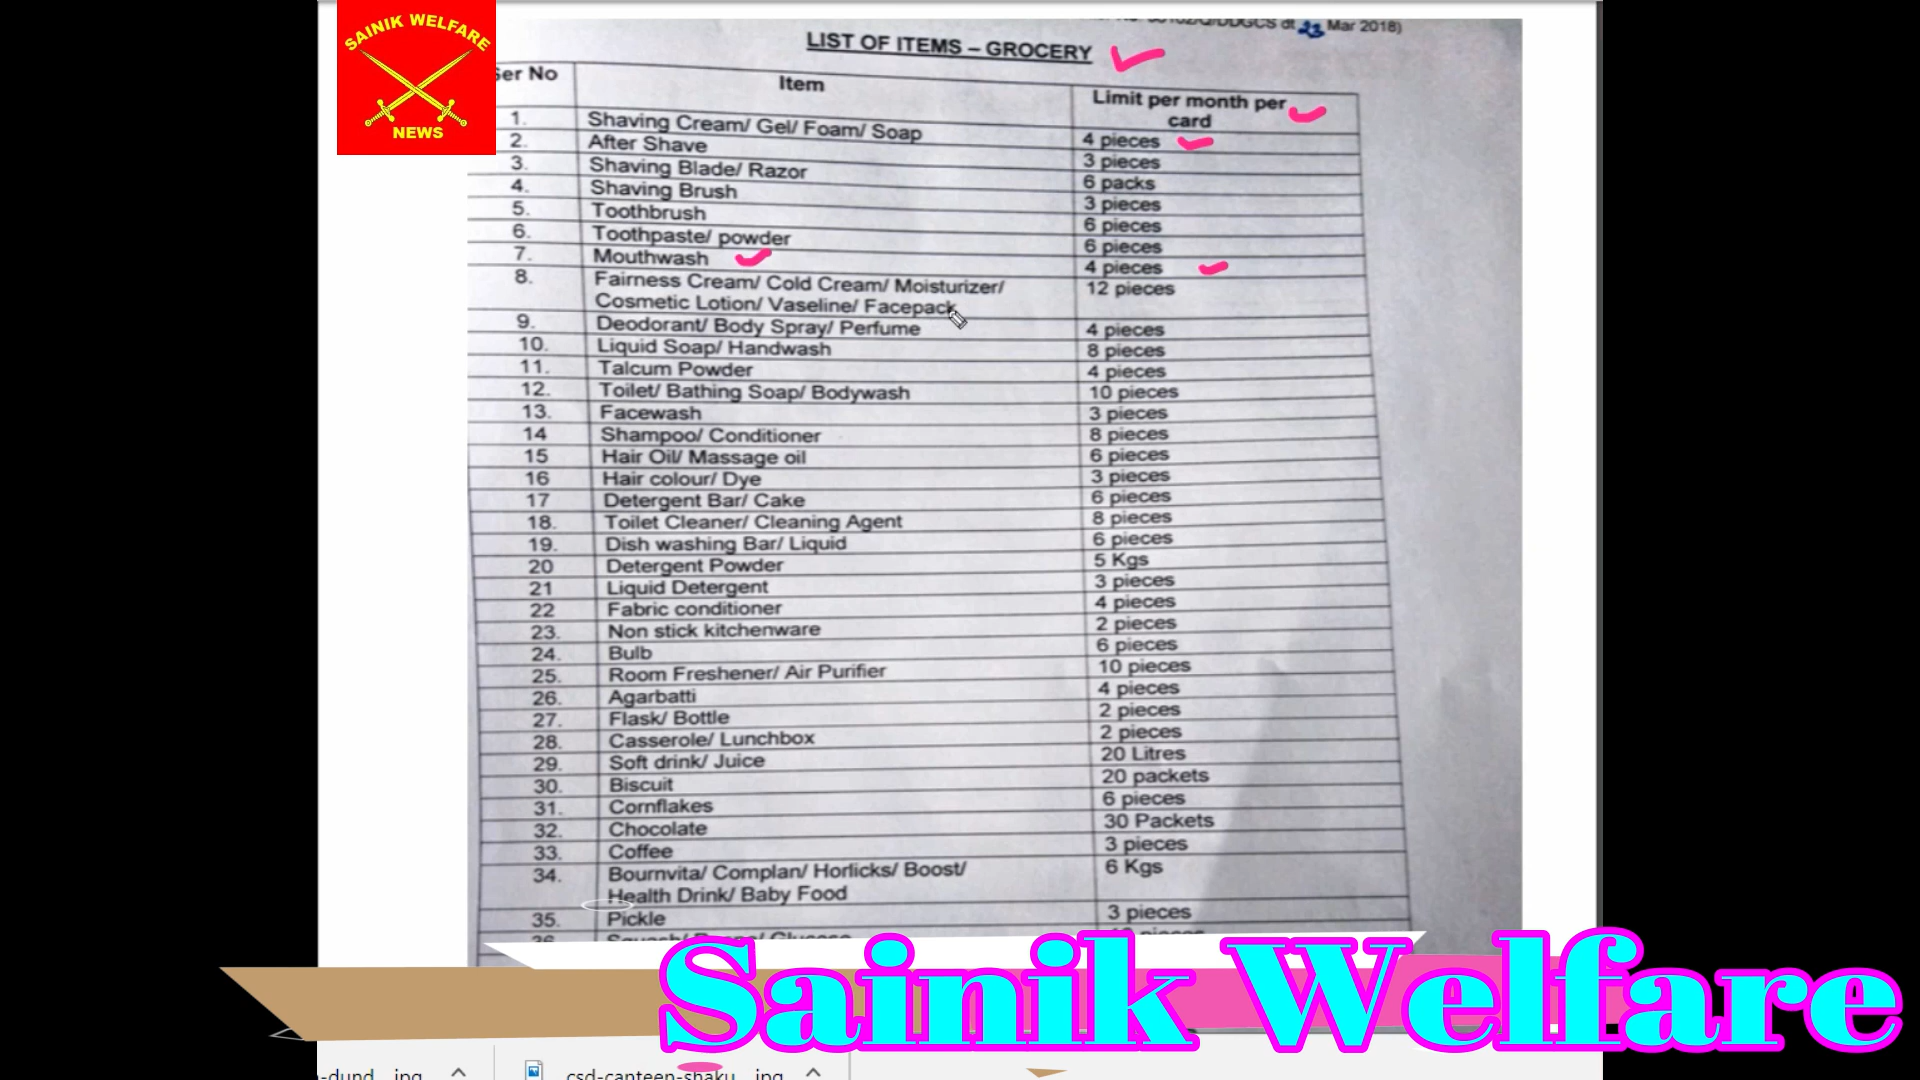 SAINIK WELFARE
NEWS
DDGCS dt 23 Mar 2018)
LIST OF ITEMS – GROCERY
Ser No Item Limit per month per card
1. Shaving Cream/ Gel/ Foam/ Soap 4 pieces
2. After Shave 3 pieces
3. Shaving Blade/ Razor 6 packs
4. Shaving Brush 3 pieces
5. Toothbrush 6 pieces
6. Toothpaste/ powder 6 pieces
7. Mouthwash 4 pieces
8. Fairness Cream/ Cold Cream/ Moisturizer/ 12 pieces
Cosmetic Lotion/ Vaseline/ Facepack
9. Deodorant/ Body Spray/ Perfume 4 pieces
10. Liquid Soap/ Handwash 8 pieces
11. Talcum Powder 4 pieces
12. Toilet/ Bathing Soap/ Bodywash 10 pieces
13. Facewash 3 pieces
14 Shampoo/ Conditioner 8 pieces
15 Hair Oil/ Massage oil 6 pieces
16 Hair colour/ Dye 3 pieces
17 Detergent Bar/ Cake 6 pieces
18. Toilet Cleaner/ Cleaning Agent 8 pieces
19. Dish washing Bar/ Liquid 6 pieces
20 Detergent Powder 5 Kgs
21 Liquid Detergent 3 pieces
22 Fabric conditioner 4 pieces
23. Non stick kitchenware 2 pieces
24. Bulb 6 pieces
25. Room Freshener/ Air Purifier 10 pieces
26. Agarbatti 4 pieces
27. Flask/ Bottle 2 pieces
28. Casserole/ Lunchbox 2 pieces
29. Soft drink/ Juice 20 Litres
30. Biscuit 20 packets
31. Cornflakes 6 pieces
32. Chocolate 30 Packets
33. Coffee 3 pieces
34. Bournvita/ Complan/ Horlicks/ Boost/ 6 Kgs
Health Drink/ Baby Food
35. Pickle 3 pieces
Sainik Welfare
csd-canteen-shaku....jpg